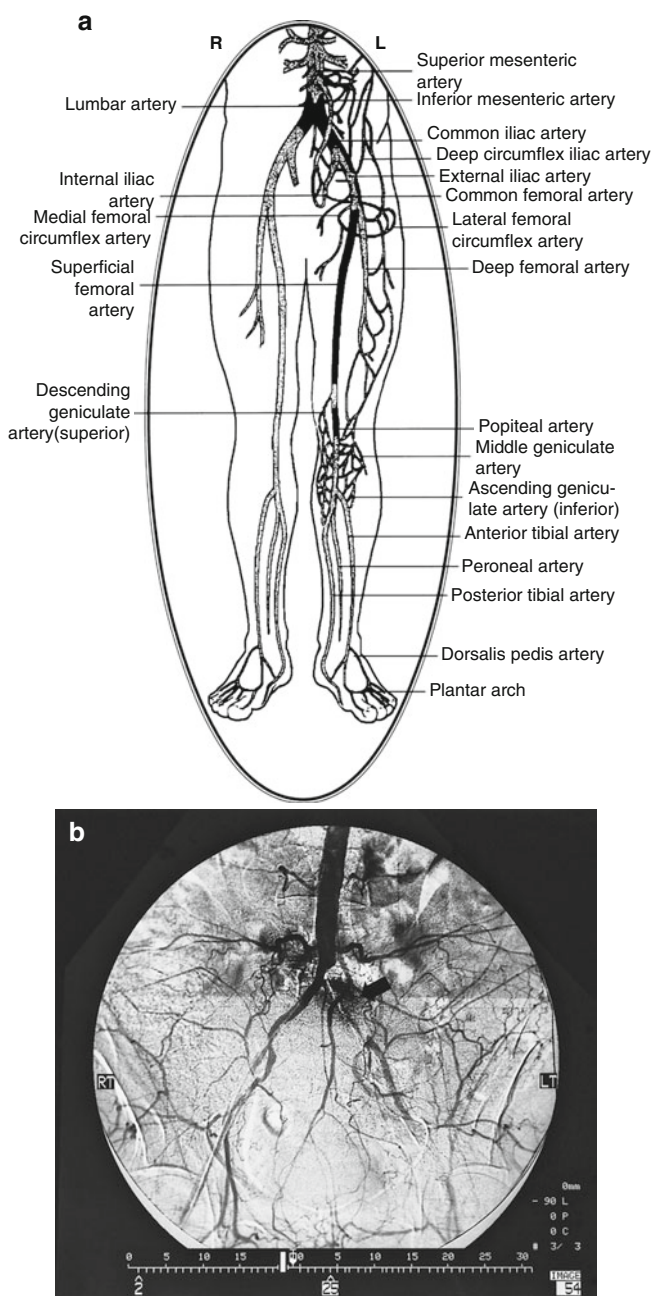 a
R
L
Superior mesenteric
artery
Inferior mesenteric artery
Lumbar artery
Common iliac artery
Deep circumflex iliac artery
External iliac artery
Internal iliac
artery
Common femoral artery
Medial femoral
circumflex artery
Lateral femoral
circumflex artery
Superficial
femoral
artery
Deep femoral artery
Descending
geniculate
artery(superior)
Popiteal artery
Middle geniculate
artery
Ascending genicu-
late artery (inferior)
Anterior tibial artery
Peroneal artery
Posterior tibial artery
Dorsalis pedis artery
Plantar arch
b
RT
LT
0mm
- 90 L
0 P
0 C
# 3/ 3
0 5 10 15 20 0 5 10 15 20 25 30
2
25
IMAGE
54